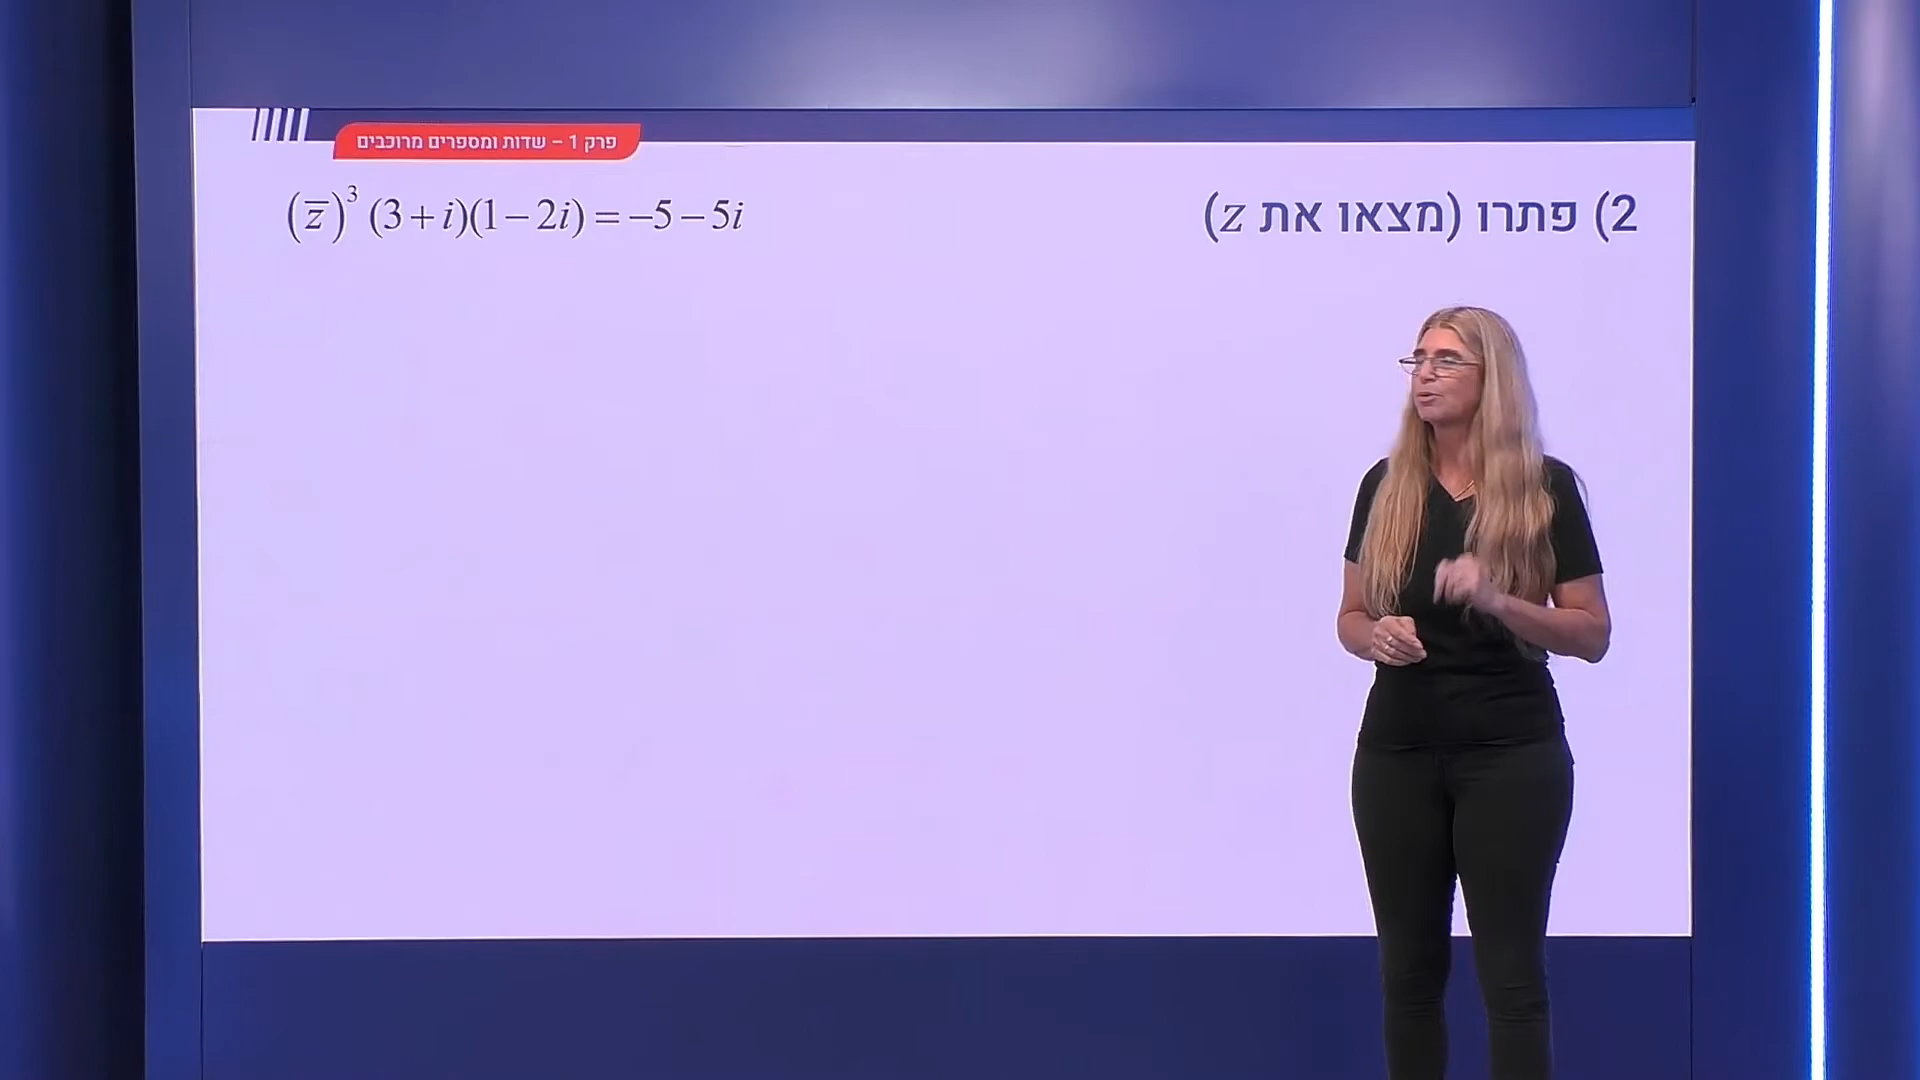 פרק 1 – שדות ומספרים מרוכבים
2) פתרו (מצאו את z)
(z̅)³ (3+i)(1−2i) = −5−5i